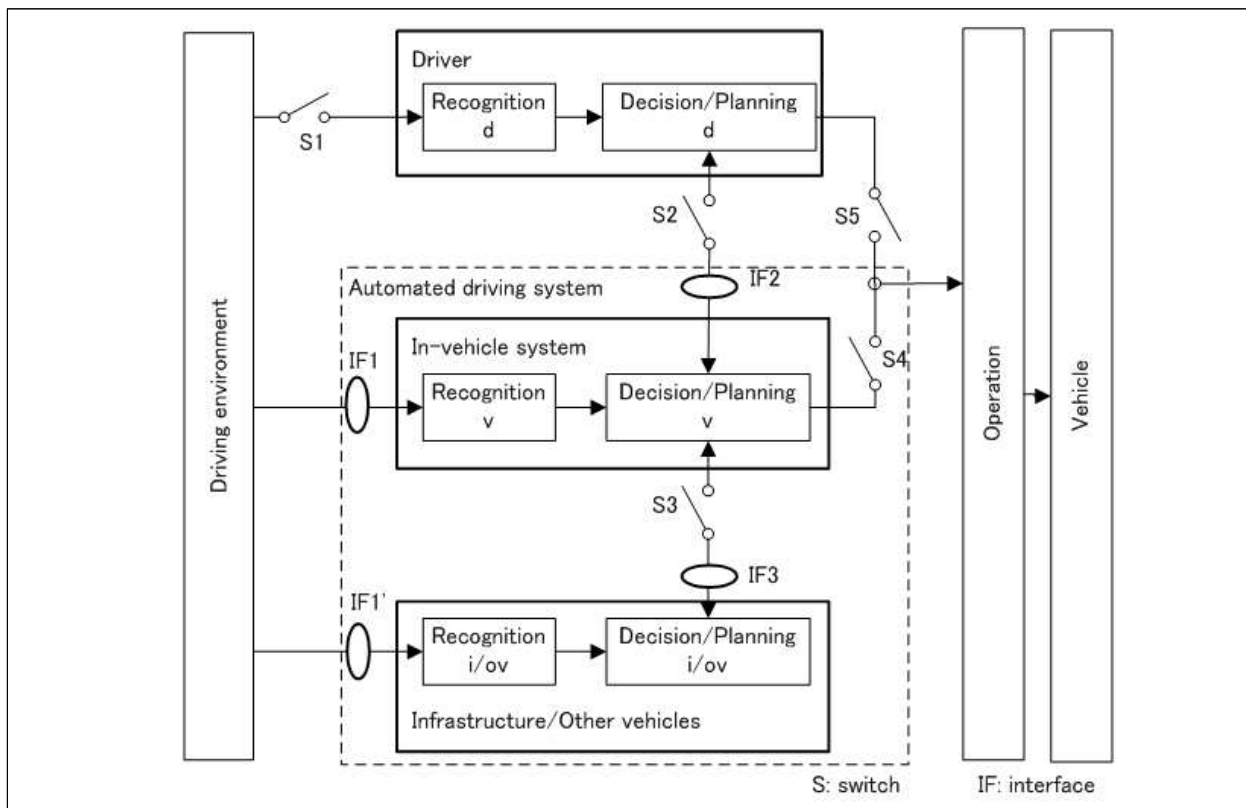 Driving environment
Driver
Recognition
d
Decision/Planning
d
S1
S2
S5
IF2
Automated driving system
In-vehicle system
IF1
Recognition
v
Decision/Planning
v
S4
S3
IF3
IF1'
Recognition
i/ov
Decision/Planning
i/ov
Infrastructure/Other vehicles
Operation
Vehicle
S: switch
IF: interface